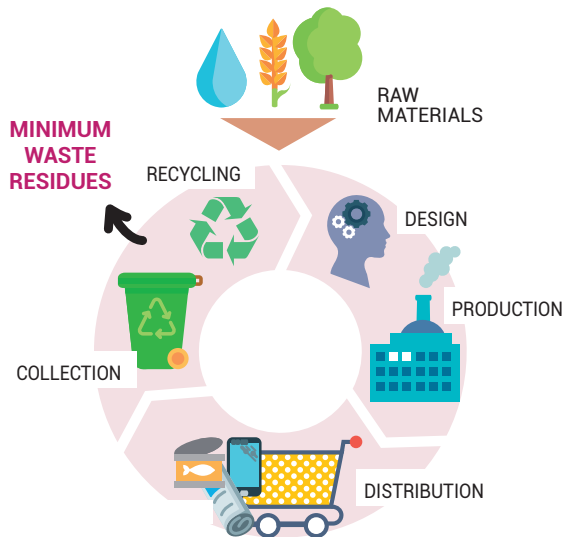 RAW
MATERIALS
MINIMUM
WASTE
RESIDUES
RECYCLING
DESIGN
PRODUCTION
COLLECTION
DISTRIBUTION